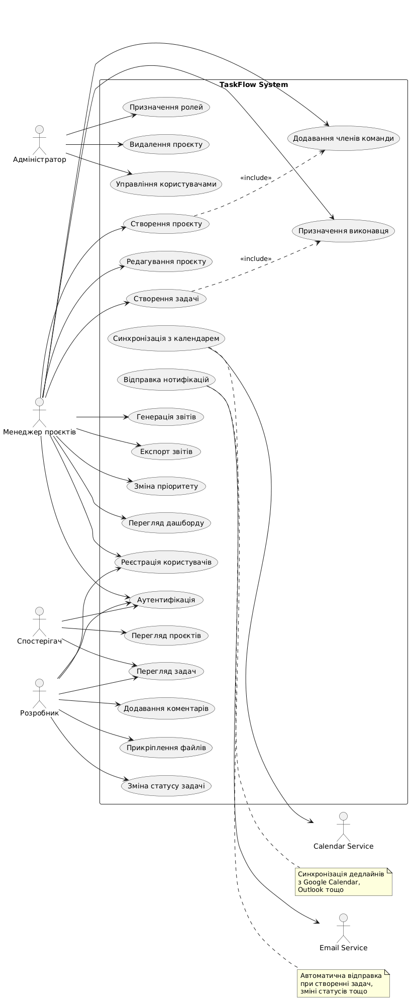 TaskFlow System
Призначення ролей
Додавання членів команди
Видалення проєкту
Адміністратор
«include»
Управління користувачами
Створення проєкту
Призначення виконавця
«include»
Редагування проєкту
Створення задачі
Синхронізація з календарем
Відправка нотифікацій
Генерація звітів
Менеджер проєктів
Експорт звітів
Зміна пріоритету
Перегляд дашборду
Реєстрація користувачів
Аутентифікація
Перегляд проєктів
Спостерігач
Перегляд задач
Додавання коментарів
Розробник
Прикріплення файлів
Зміна статусу задачі
Calendar Service
Синхронізація дедлайнів
з Google Calendar,
Outlook тощо
Email Service
Автоматична відправка
при створенні задач,
зміні статусів тощо